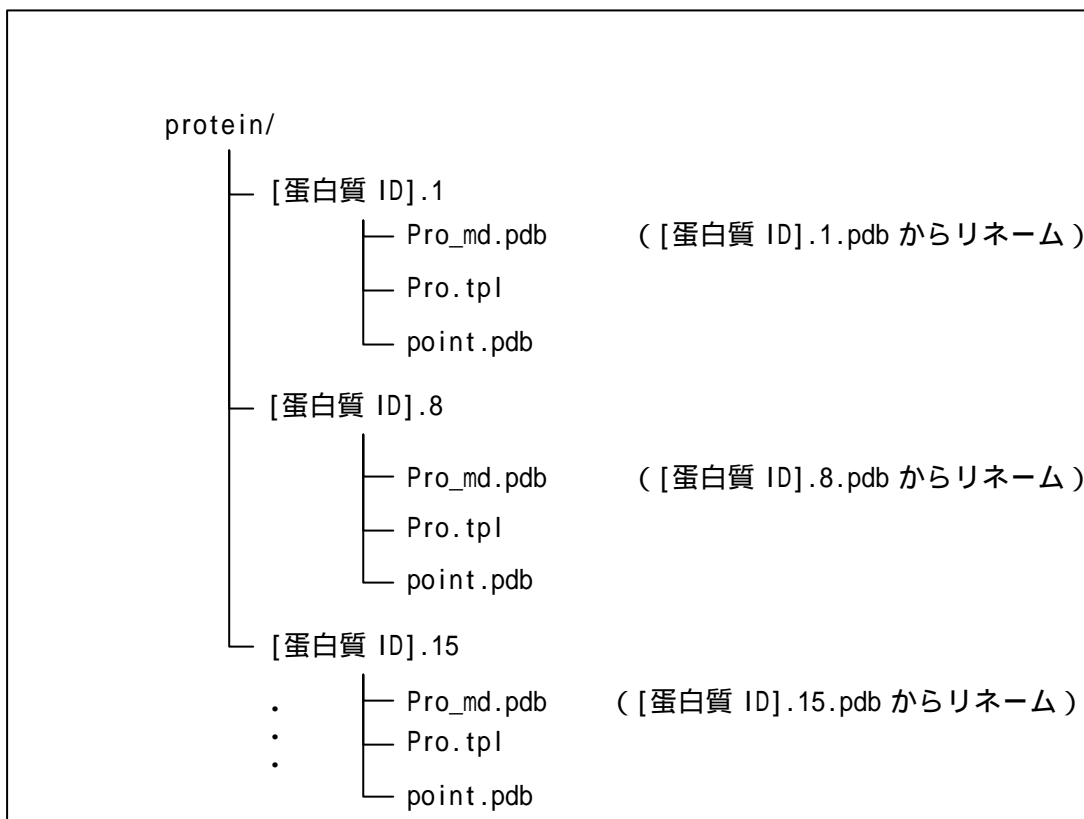 protein/
[蛋白質 ID].1
Pro_md.pdb （[蛋白質 ID].1.pdb からリネーム）
Pro.tpl
point.pdb
[蛋白質 ID].8
Pro_md.pdb （[蛋白質 ID].8.pdb からリネーム）
Pro.tpl
point.pdb
[蛋白質 ID].15
Pro_md.pdb （[蛋白質 ID].15.pdb からリネーム）
Pro.tpl
point.pdb